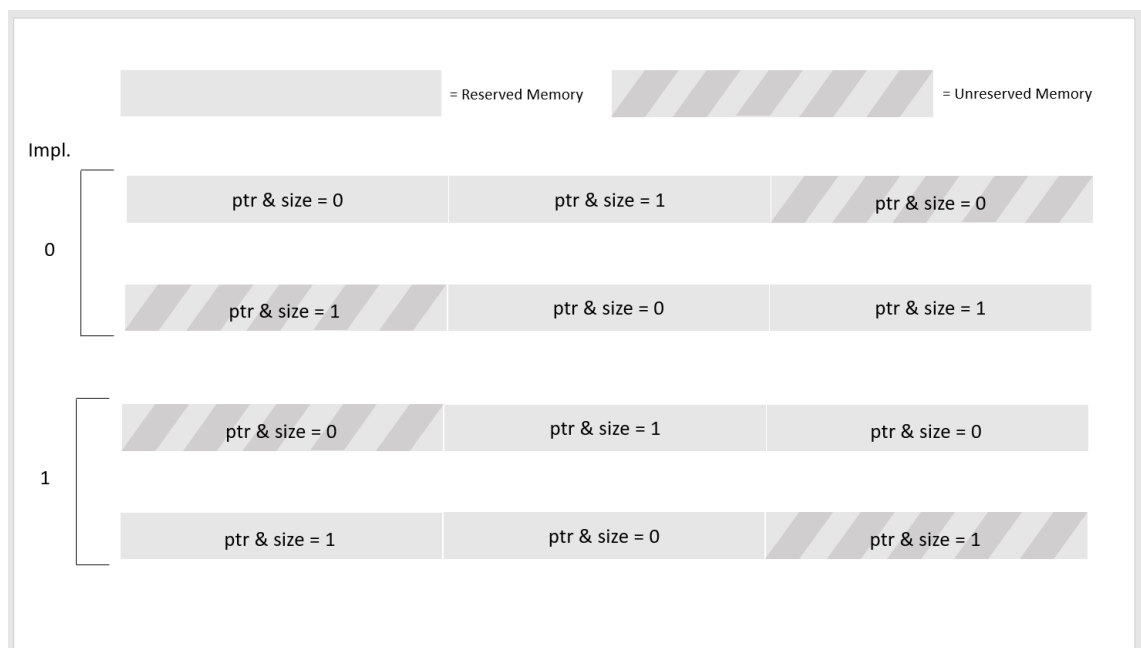 = Reserved Memory = Unreserved Memory
Impl.
ptr & size = 0 ptr & size = 1 ptr & size = 0
0
ptr & size = 1 ptr & size = 0 ptr & size = 1
ptr & size = 0 ptr & size = 1 ptr & size = 0
1
ptr & size = 1 ptr & size = 0 ptr & size = 1